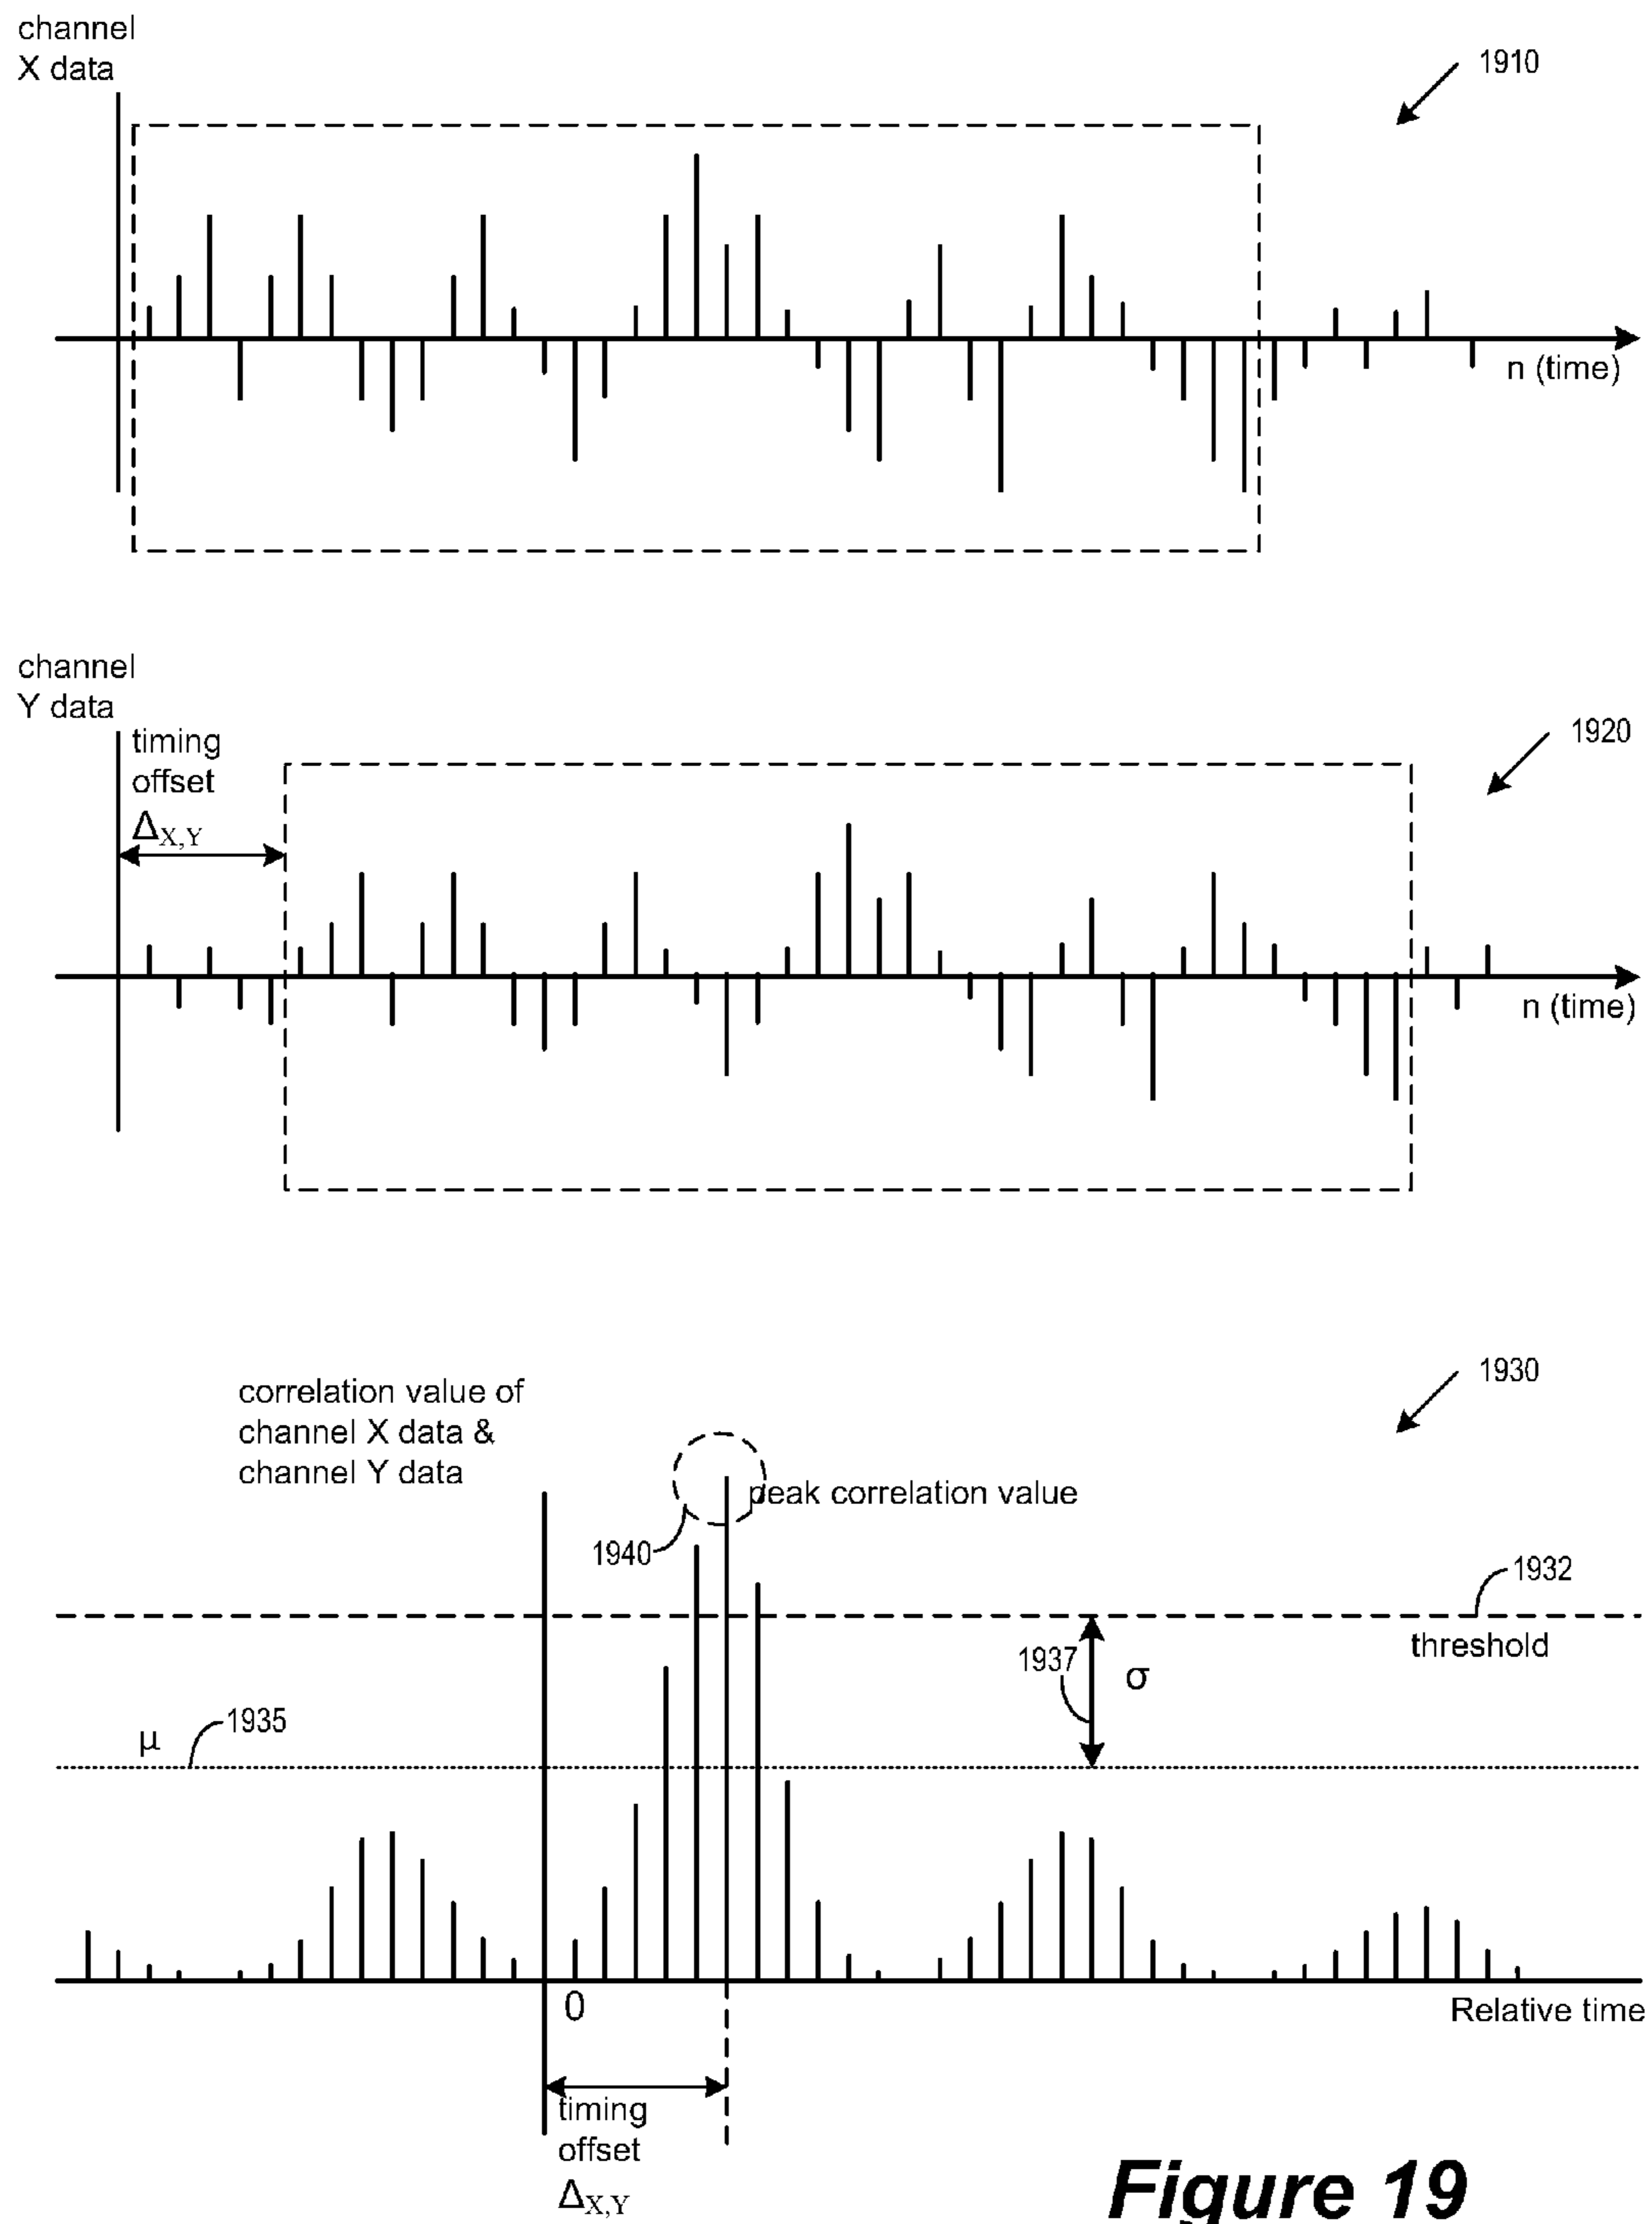 channel
X data
1910
n (time)
channel
Y data
timing
offset
ΔX,Y
1920
n (time)
1930
correlation value of
channel X data &
channel Y data
peak correlation value
1940
1932
threshold
1937
σ
μ
1935
0
Relative time
timing
offset
ΔX,Y
Figure 19